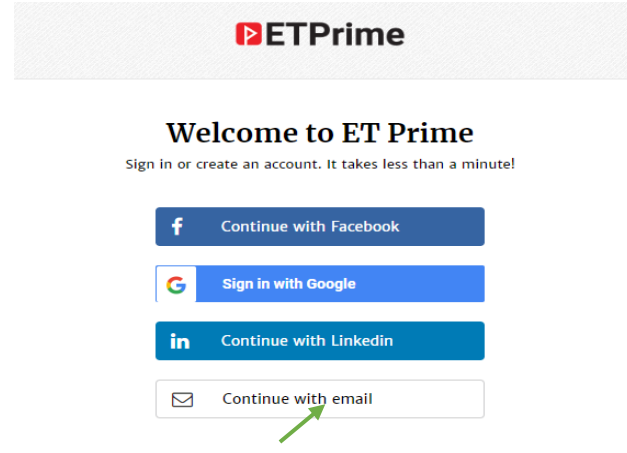 ETPrime
Welcome to ET Prime
Sign in or create an account. It takes less than a minute!
f Continue with Facebook
G Sign in with Google
in Continue with Linkedin
Continue with email